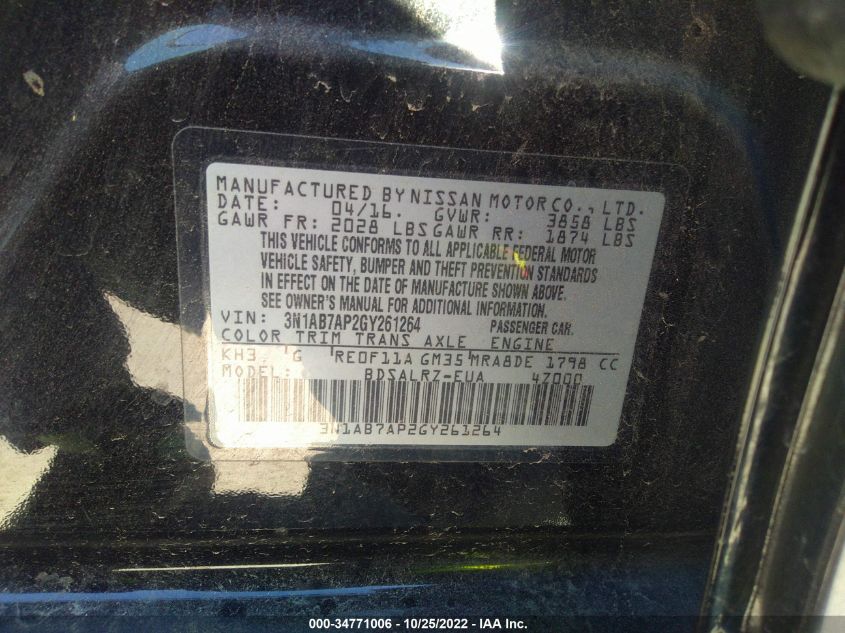 MANUFACTURED BY NISSAN MOTOR CO., LTD.
DATE: 04/16. GVWR: 3858 LBS
GAWR FR: 2028 LBS GAWR RR: 1874 LBS
THIS VEHICLE CONFORMS TO ALL APPLICABLE FEDERAL MOTOR
VEHICLE SAFETY, BUMPER AND THEFT PREVENTION STANDARDS
IN EFFECT ON THE DATE OF MANUFACTURE SHOWN ABOVE.
SEE OWNER'S MANUAL FOR ADDITIONAL INFORMATION.
VIN: 3N1AB7AP2GY261264 PASSENGER CAR.
COLOR TRIM TRANS AXLE ENGINE
KH3 G RE0F11A GM35 MRA8DE 1798 CC
MODEL: BDSALRZ-EUA 4Z000
3N1AB7AP2GY261264
000-34771006 / 10/25/2022 - IAA Inc.